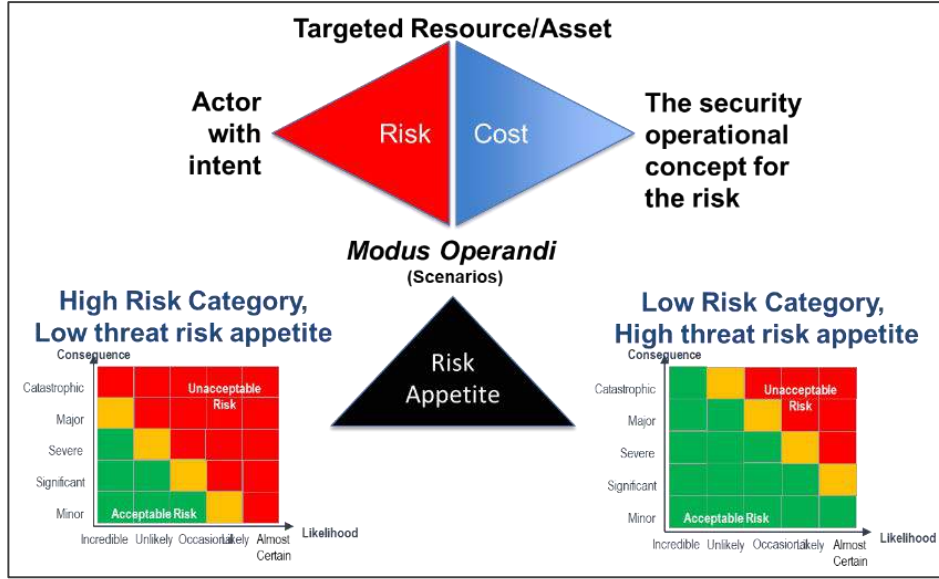 Targeted Resource/Asset
Actor
with
intent
Risk
Cost
The security
operational
concept for
the risk
Modus Operandi
(Scenarios)
High Risk Category,
Low threat risk appetite
Consequence
Catastrophic
Major
Severe
Significant
Minor
Unacceptable
Risk
Acceptable Risk
Incredible
Unlikely
Occasional
Likely
Almost
Certain
Likelihood
Risk
Appetite
Low Risk Category,
High threat risk appetite
Consequence
Catastrophic
Major
Severe
Significant
Minor
Unacceptable
Risk
Acceptable Risk
Incredible
Unlikely
Occasional
Likely
Almost
Certain
Likelihood